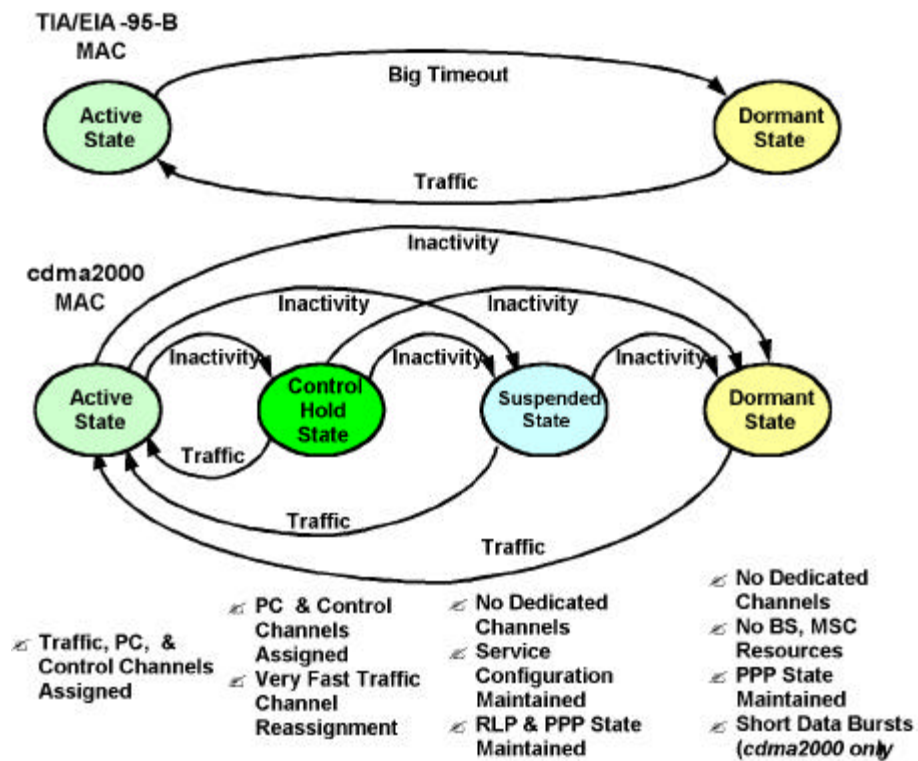 TIA/EIA -95-B
MAC
Big Timeout
Active
State
Dormant
State
Traffic
Inactivity
cdma2000
MAC
Inactivity
Inactivity
Inactivity
Inactivity
Inactivity
Active
State
Control
Hold
State
Suspended
State
Dormant
State
Traffic
Traffic
Traffic
Traffic, PC, &
Control Channels
Assigned
PC & Control
Channels
Assigned
Very Fast Traffic
Channel
Reassignment
No Dedicated
Channels
Service
Configuration
Maintained
RLP & PPP State
Maintained
No Dedicated
Channels
No BS, MSC
Resources
PPP State
Maintained
Short Data Bursts
(cdma2000 only